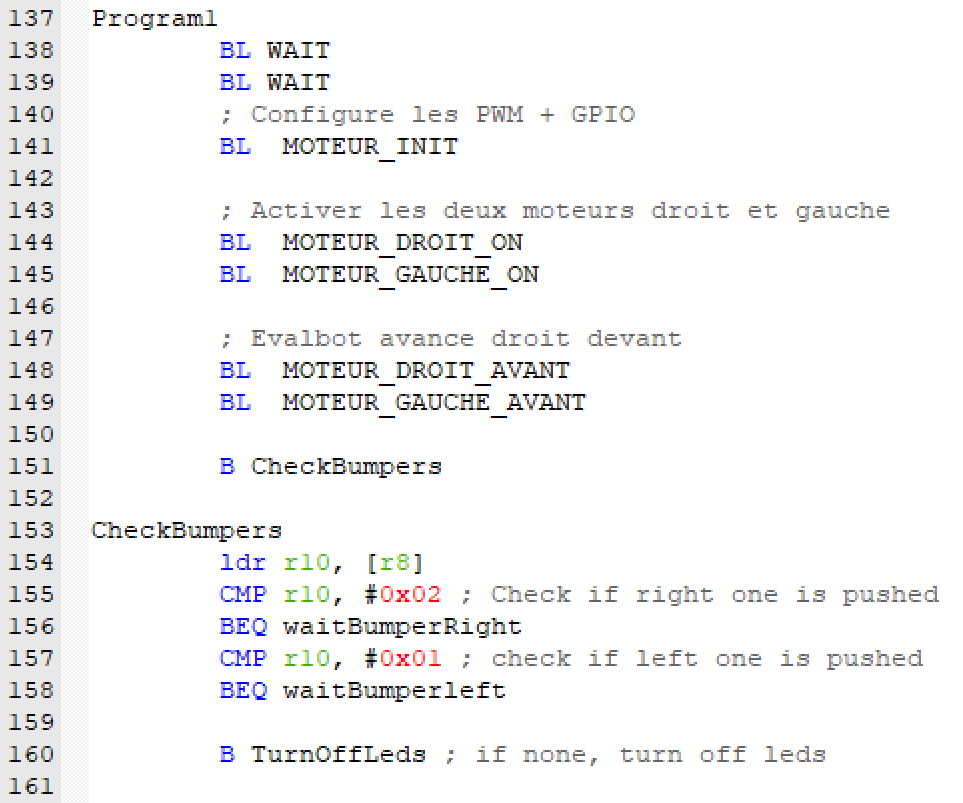 137 Program1
138 BL WAIT
139 BL WAIT
140 ; Configure les PWM + GPIO
141 BL MOTEUR_INIT
142
143 ; Activer les deux moteurs droit et gauche
144 BL MOTEUR_DROIT_ON
145 BL MOTEUR_GAUCHE_ON
146
147 ; Evalbot avance droit devant
148 BL MOTEUR_DROIT_AVANT
149 BL MOTEUR_GAUCHE_AVANT
150
151 B CheckBumpers
152
153 CheckBumpers
154 ldr r10, [r8]
155 CMP r10, #0x02 ; Check if right one is pushed
156 BEQ waitBumperRight
157 CMP r10, #0x01 ; check if left one is pushed
158 BEQ waitBumperleft
159
160 B TurnOffLeds ; if none, turn off leds
161